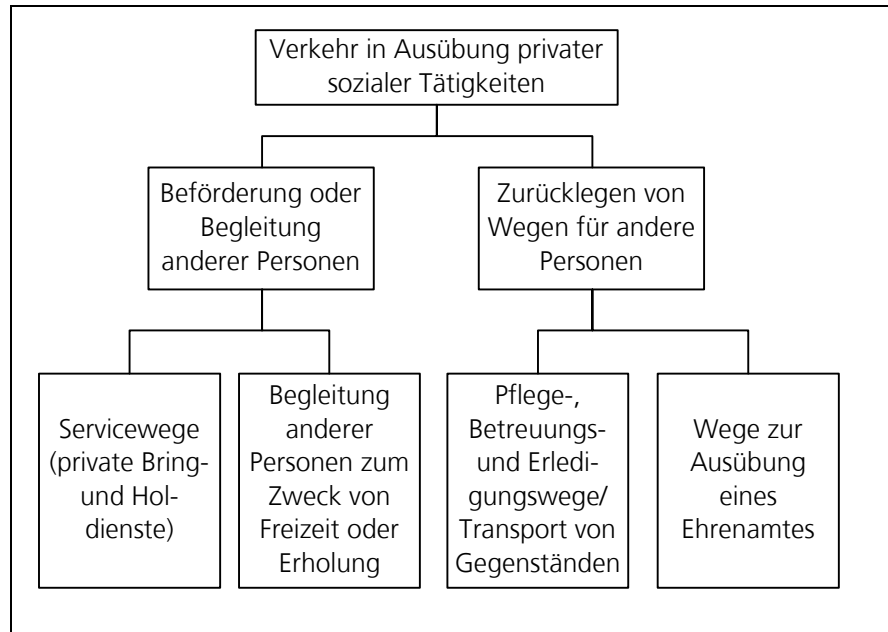 Verkehr in Ausübung privater
sozialer Tätigkeiten
Beförderung oder
Begleitung
anderer Personen
Zurücklegen von
Wegen für andere
Personen
Servicewege
(private Bring-
und Hol-
dienste)
Begleitung
anderer
Personen zum
Zweck von
Freizeit oder
Erholung
Pflege-,
Betreuungs-
und Erledi-
gungswege/
Transport von
Gegenständen
Wege zur
Ausübung
eines
Ehrenamtes